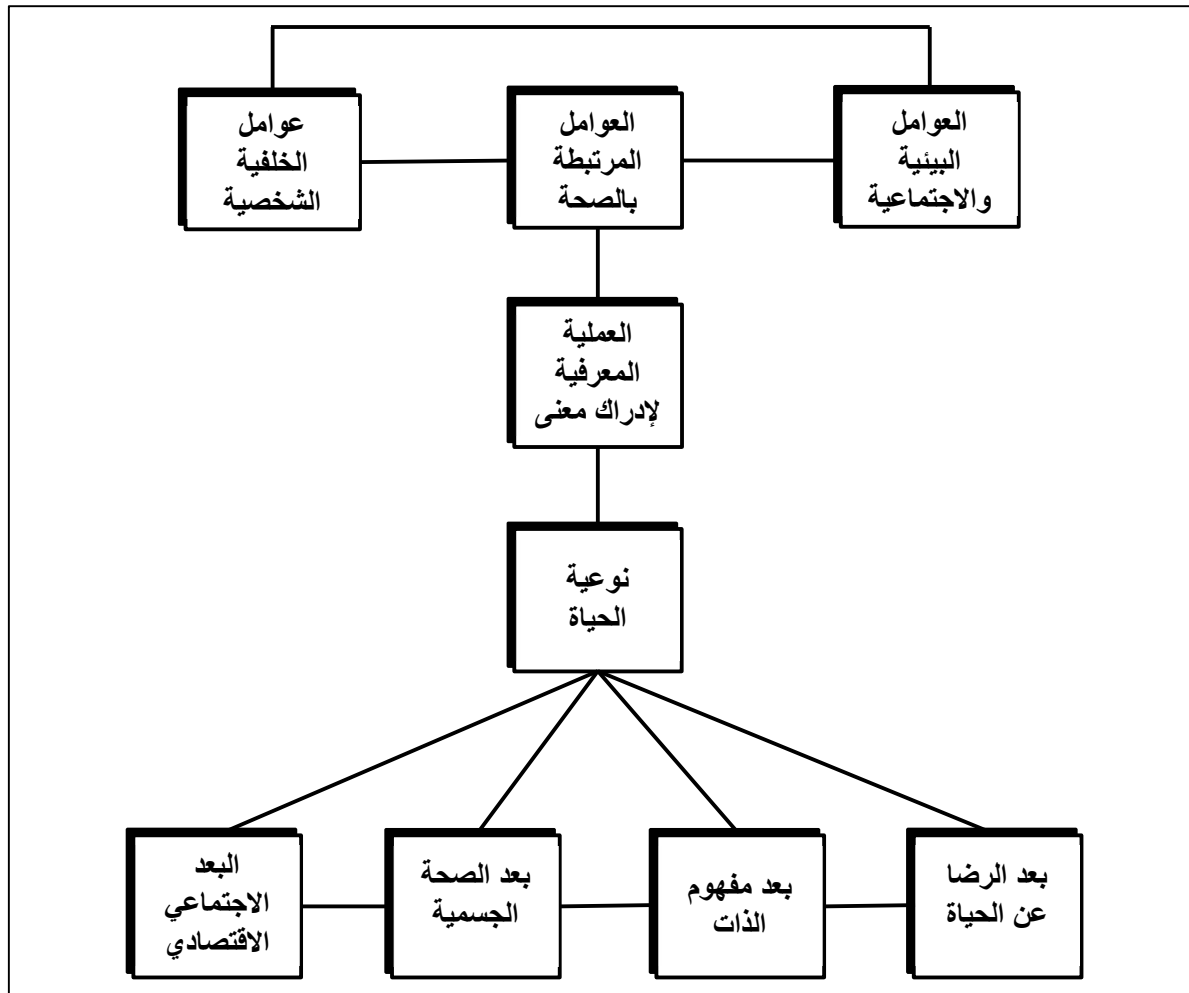 العوامل
البيئية
والاجتماعية
العوامل
المرتبطة
بالصحة
عوامل
الخلفية
الشخصية
العملية
المعرفية
لإدراك معنى
نوعية
الحياة
بعد الرضا
عن الحياة
بعد مفهوم
الذات
بعد الصحة
الجسمية
البعد
الاجتماعي
الاقتصادي